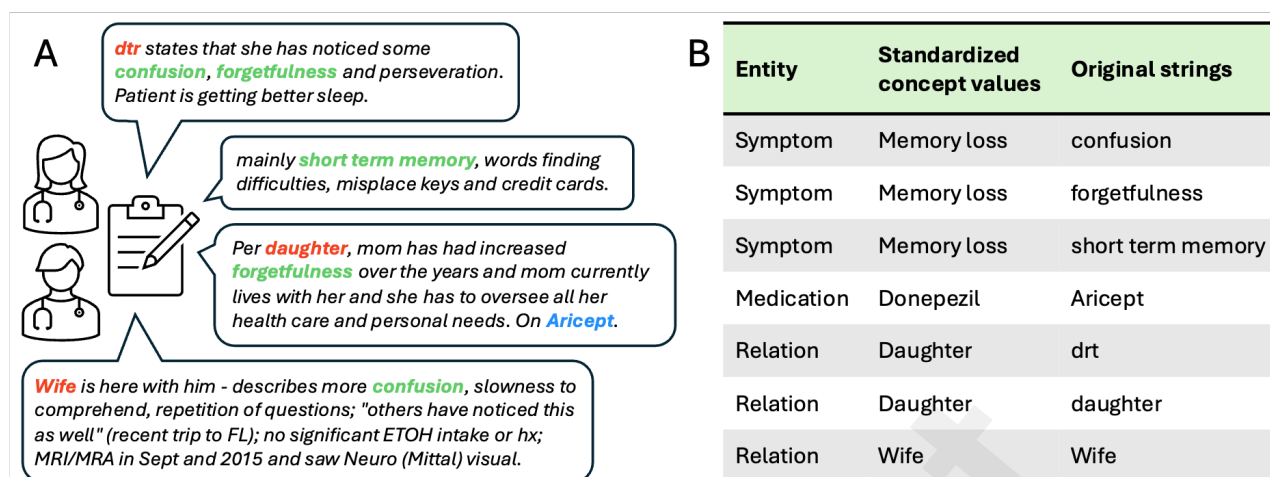 A
dtr states that she has noticed some
confusion, forgetfulness and perseveration.
Patient is getting better sleep.
mainly short term memory, words finding
difficulties, misplace keys and credit cards.
Per daughter, mom has had increased
forgetfulness over the years and mom currently
lives with her and she has to oversee all her
health care and personal needs. On Aricept.
Wife is here with him - describes more confusion, slowness to
comprehend, repetition of questions; "others have noticed this
as well" (recent trip to FL); no significant ETOH intake or hx;
MRI/MRA in Sept and 2015 and saw Neuro (Mittal) visual.
B
Entity Standardized concept values Original strings
Symptom Memory loss confusion
Symptom Memory loss forgetfulness
Symptom Memory loss short term memory
Medication Donepezil Aricept
Relation Daughter drt
Relation Daughter daughter
Relation Wife Wife